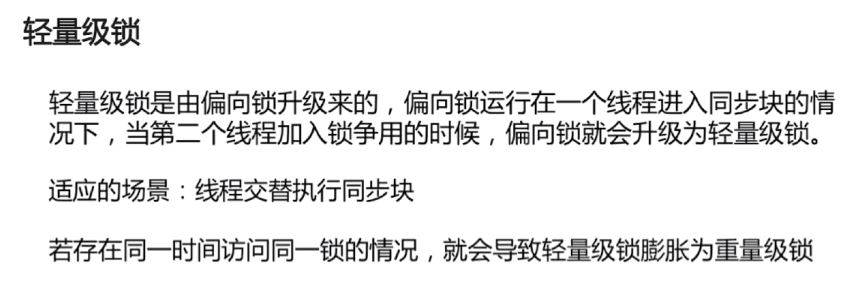 轻量级锁
轻量级锁是由偏向锁升级来的，偏向锁运行在一个线程进入同步块的情
况下，当第二个线程加入锁争用的时候，偏向锁就会升级为轻量级锁。
适应的场景：线程交替执行同步块
若存在同一时间访问同一锁的情况，就会导致轻量级锁膨胀为重量级锁